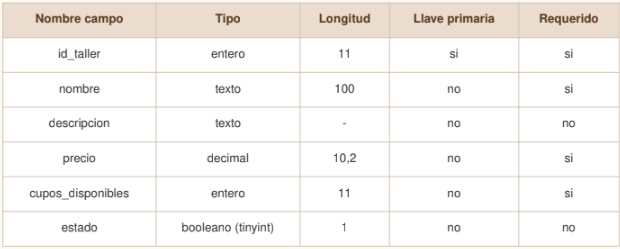 Nombre campo Tipo Longitud Llave primaria Requerido
id_taller entero 11 si si
nombre texto 100 no si
descripcion texto - no no
precio decimal 10,2 no si
cupos_disponibles entero 11 no si
estado booleano (tinyint) 1 no no